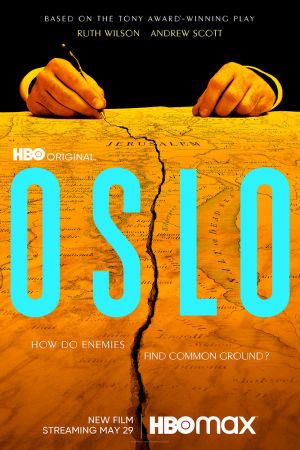 BASED ON THE TONY AWARD-WINNING PLAY
RUTH WILSON ANDREW SCOTT
JERUSALEM
HBO ORIGINAL
OSLO
HOW DO ENEMIES
FIND COMMON GROUND?
NEW FILM
STREAMING MAY 29
HBOMAX